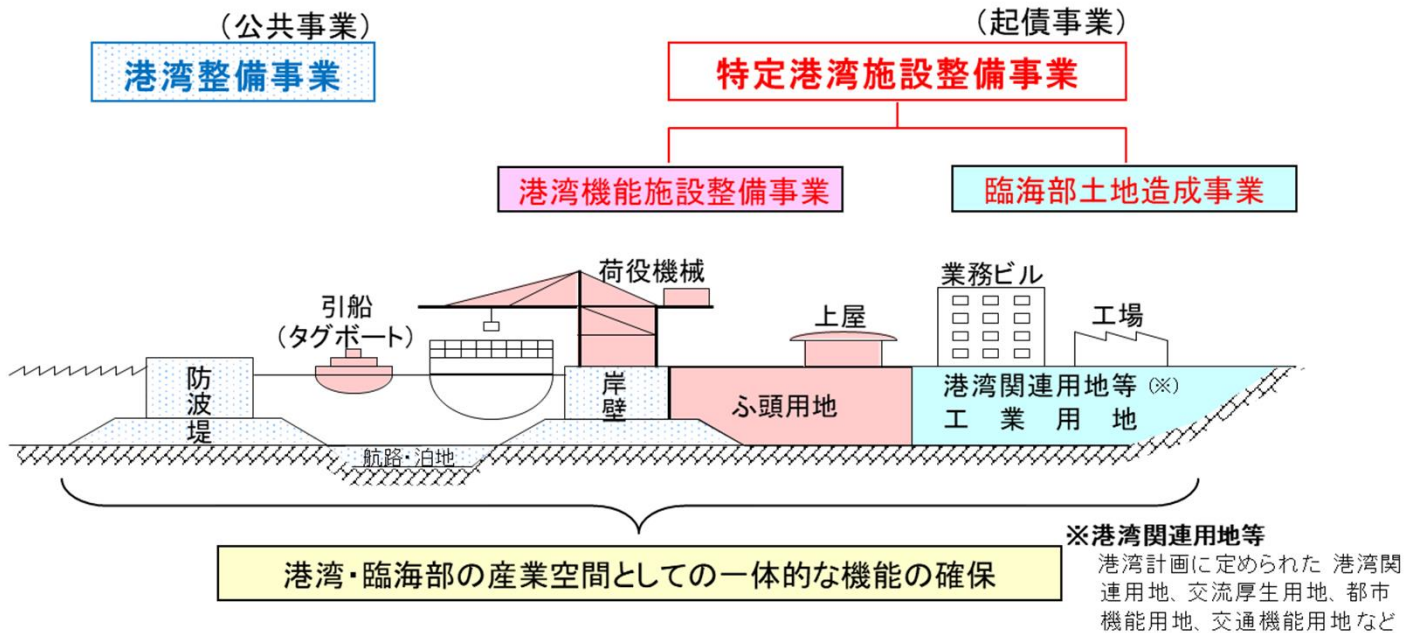 （公共事業）
港湾整備事業
（起債事業）
特定港湾施設整備事業
港湾機能施設整備事業
臨海部土地造成事業
引船
（タグボート）
荷役機械
上屋
業務ビル
工場
防波堤
岸壁
ふ頭用地
港湾関連用地等（※）
工業用地
航路・泊地
港湾・臨海部の産業空間としての一体的な機能の確保
※港湾関連用地等
港湾計画に定められた 港湾関
連用地、交流厚生用地、都市
機能用地、交通機能用地など